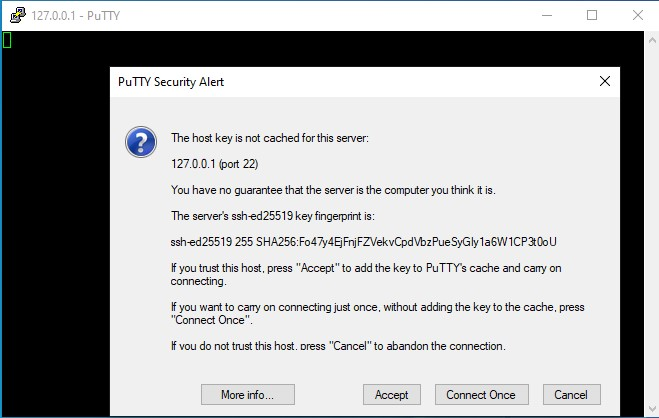 127.0.0.1 - PuTTY
PuTTY Security Alert
The host key is not cached for this server:
127.0.0.1 (port 22)
You have no guarantee that the server is the computer you think it is.
The server's ssh-ed25519 key fingerprint is:
ssh-ed25519 255 SHA256:Fo47y4EjFnjFZVekvCpdVbzPueSyGly1a6W1CP3t0oU
If you trust this host, press "Accept" to add the key to PuTTY's cache and carry on
connecting.
If you want to carry on connecting just once, without adding the key to the cache, press
"Connect Once".
If you do not trust this host, press "Cancel" to abandon the connection.
More info...
Accept
Connect Once
Cancel